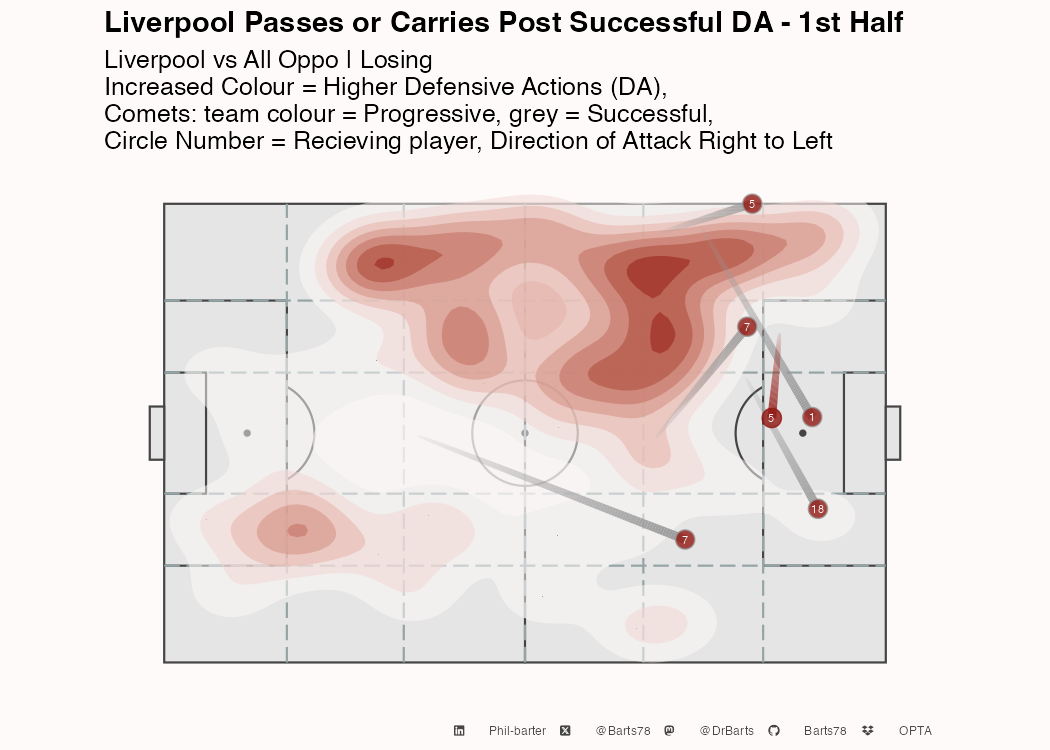 Liverpool Passes or Carries Post Successful DA - 1st Half
Liverpool vs All Oppo | Losing
Increased Colour = Higher Defensive Actions (DA),
Comets: team colour = Progressive, grey = Successful,
Circle Number = Recieving player, Direction of Attack Right to Left
5
7
5
1
18
7
Phil-barter @Barts78 @DrBarts Barts78 OPTA